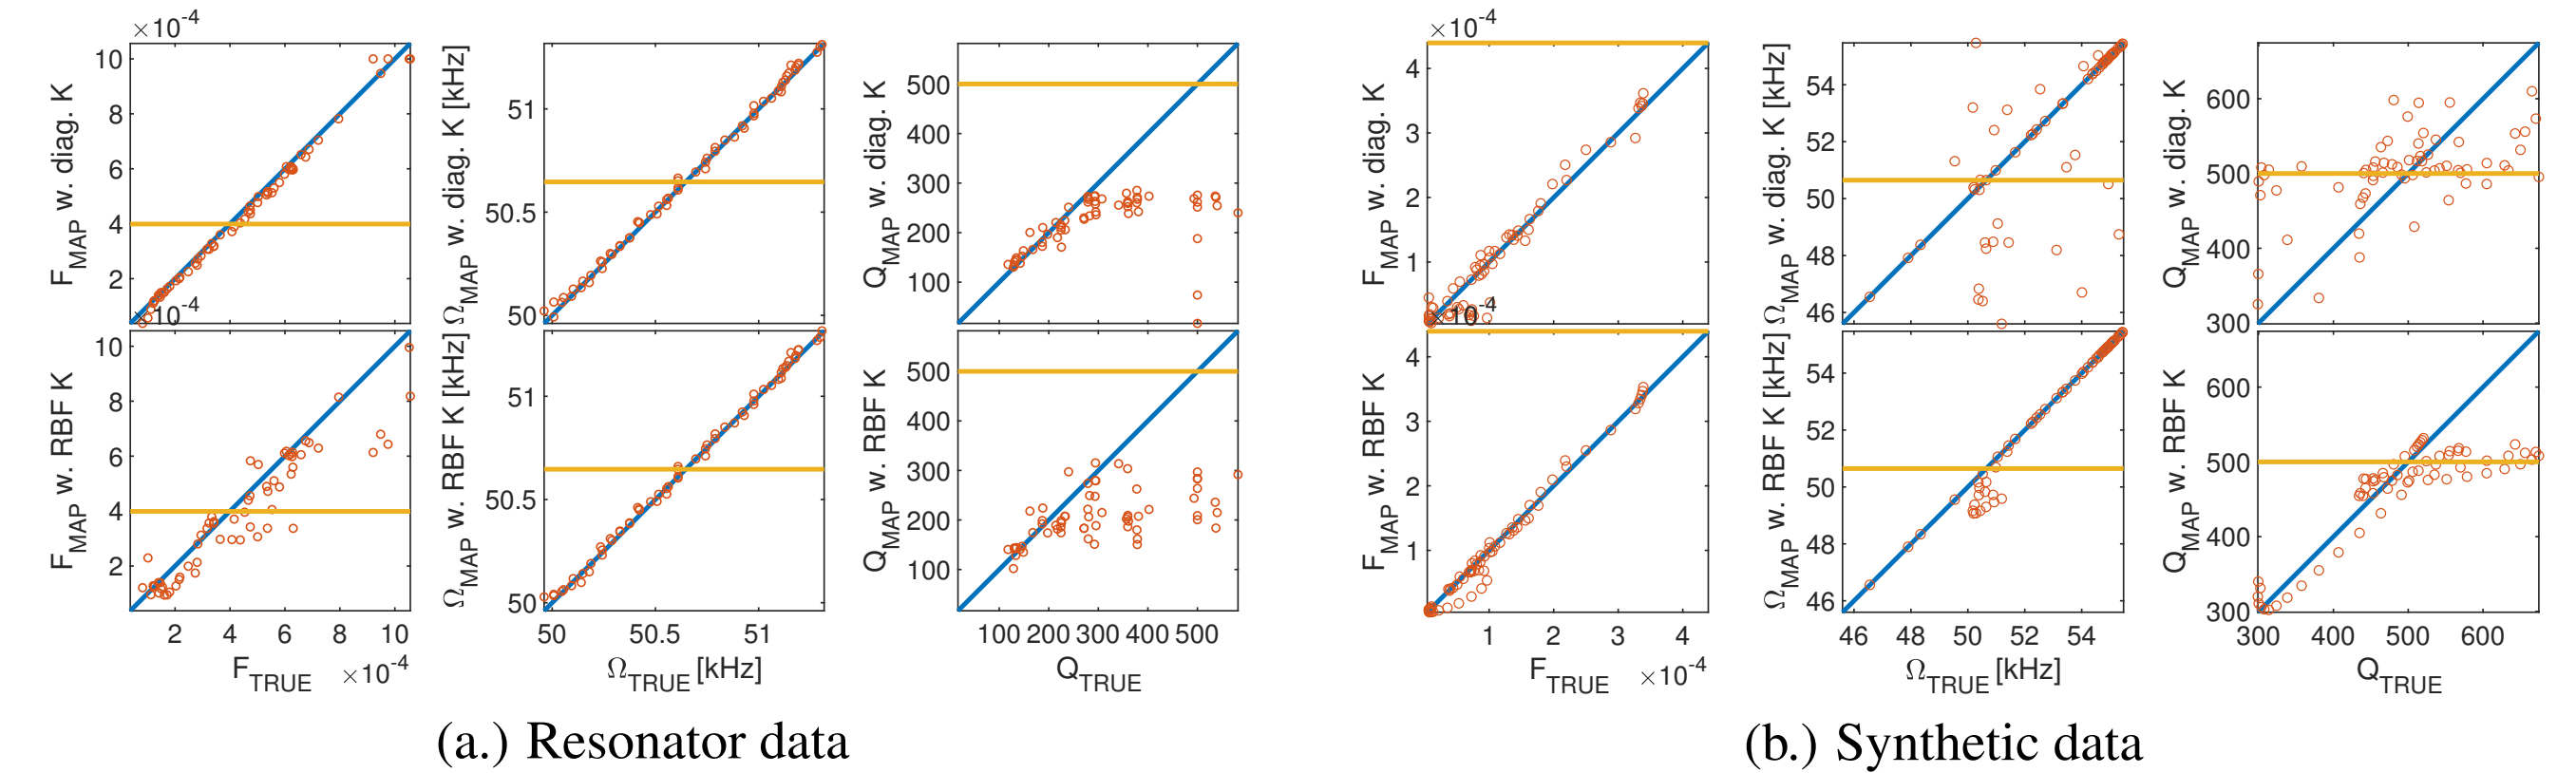 ×10-4
10
8
6
4
2
F_MAP w. diag. K
51
50.5
50
Ω_MAP w. diag. K [kHz]
500
400
300
200
100
Q_MAP w. diag. K
×10-4
4
3
2
1
F_MAP w. diag. K
54
52
50
48
46
Ω_MAP w. diag. K [kHz]
600
500
400
300
Q_MAP w. diag. K
×10-4
10
8
6
4
2
F_MAP w. RBF K
2 4 6 8 10
F_TRUE ×10-4
51
50.5
50
Ω_MAP w. RBF K [kHz]
50 50.5 51
Ω_TRUE [kHz]
500
400
300
200
100
Q_MAP w. RBF K
100 200 300 400 500
Q_TRUE
×10-4
4
3
2
1
F_MAP w. RBF K
1 2 3 4
F_TRUE ×10-4
54
52
50
48
46
Ω_MAP w. RBF K [kHz]
46 48 50 52 54
Ω_TRUE [kHz]
600
500
400
300
Q_MAP w. RBF K
300 400 500 600
Q_TRUE
(a.) Resonator data
(b.) Synthetic data